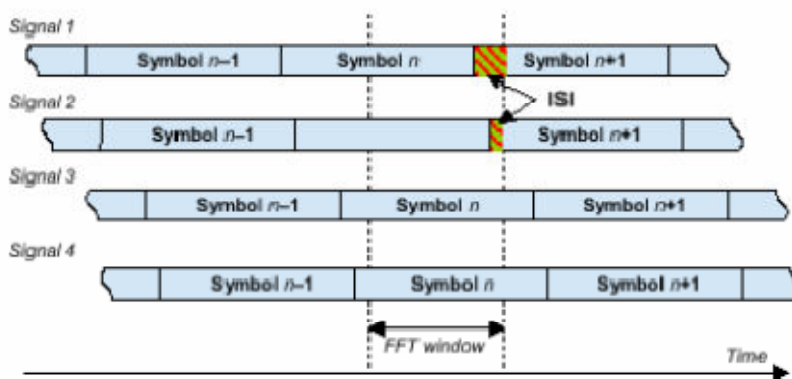 Signal 1
Symbol n–1 Symbol n Symbol n+1
ISI
Signal 2
Symbol n–1 Symbol n+1
Signal 3
Symbol n–1 Symbol n Symbol n+1
Signal 4
Symbol n–1 Symbol n Symbol n+1
FFT window
Time